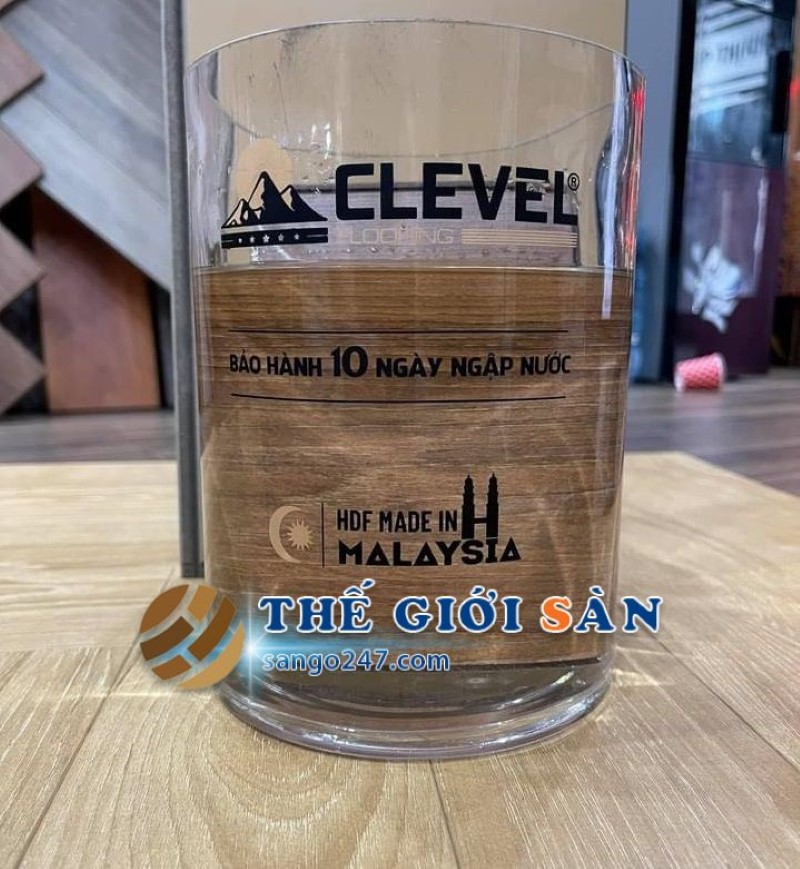 CLEVEL®
FLOORING
BẢO HÀNH 10 NGÀY NGẬP NƯỚC
HDF MADE IN
MALAYSIA
THẾ GIỚI SÀN
sango247.com